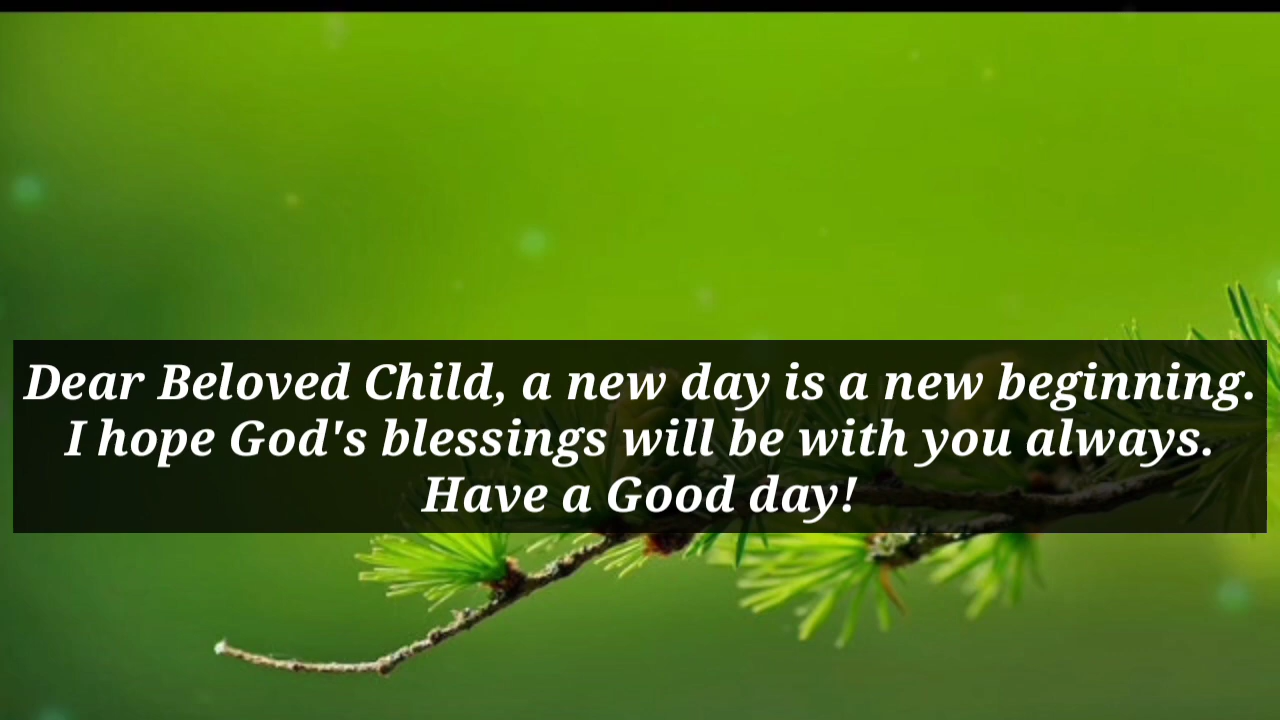 Dear Beloved Child, a new day is a new beginning.
I hope God's blessings will be with you always.
Have a Good day!